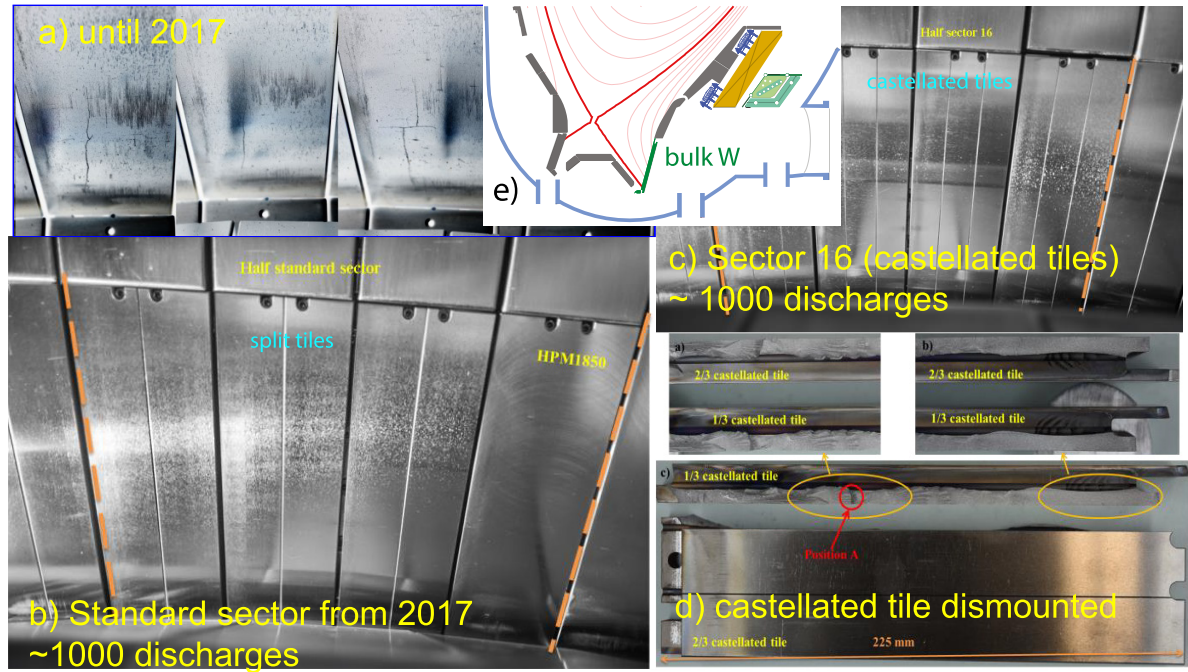 a) until 2017
e)
bulk W
Half sector 16
castellated tiles
c) Sector 16 (castellated tiles)
~ 1000 discharges
Half standard sector
split tiles
HPM1850
b) Standard sector from 2017
~1000 discharges
a)
2/3 castellated tile
1/3 castellated tile
b)
2/3 castellated tile
1/3 castellated tile
c)
1/3 castellated tile
Position A
d) castellated tile dismounted
2/3 castellated tile
225 mm